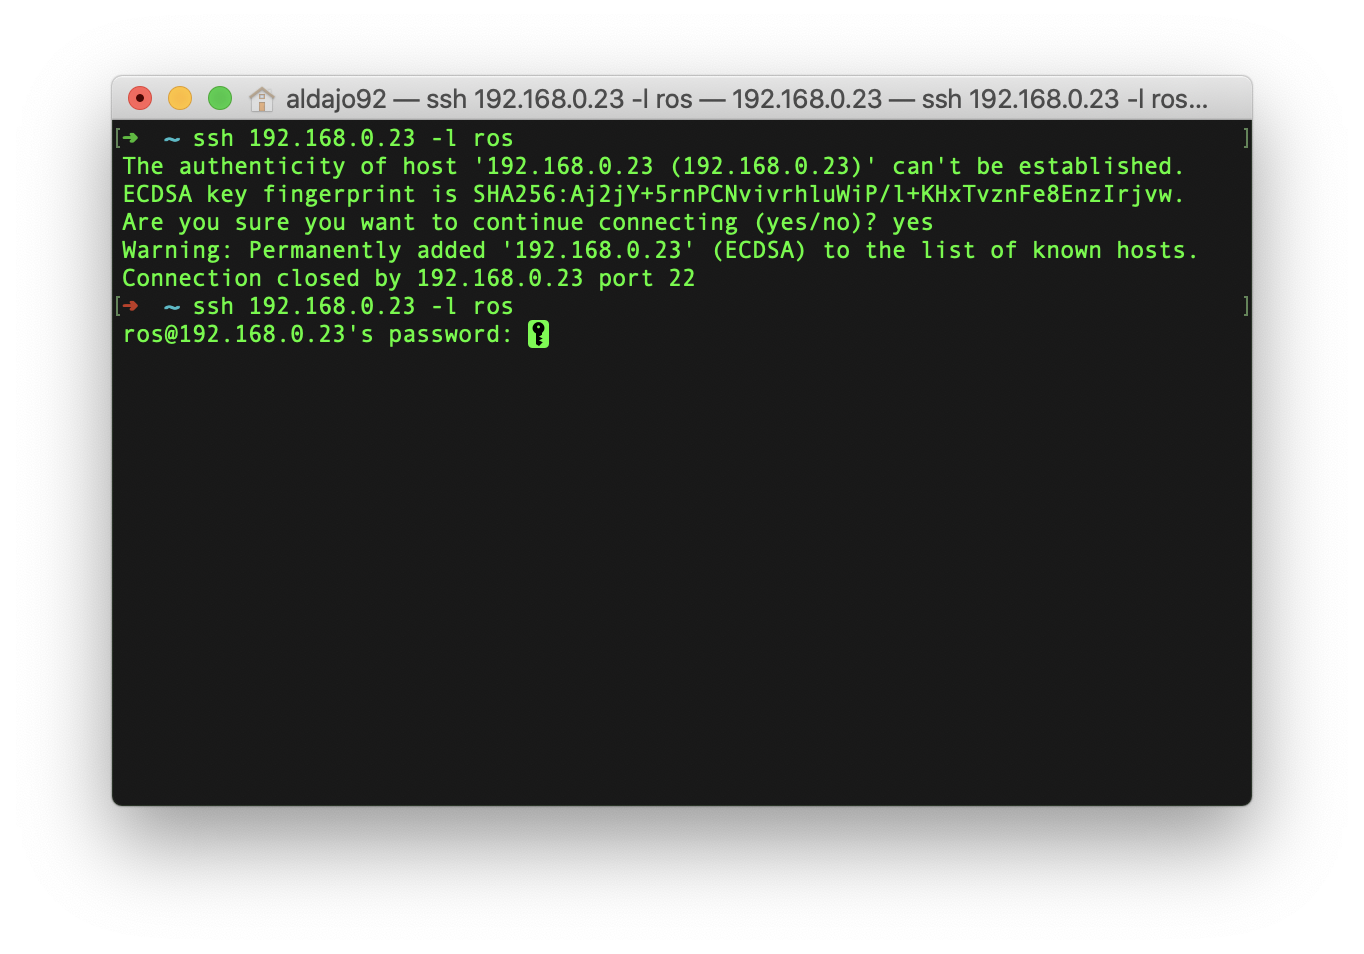 aldajo92 — ssh 192.168.0.23 -l ros — 192.168.0.23 — ssh 192.168.0.23 -l ros...
[➜ ~ ssh 192.168.0.23 -l ros ]
The authenticity of host '192.168.0.23 (192.168.0.23)' can't be established.
ECDSA key fingerprint is SHA256:Aj2jY+5rnPCNvivrhluWiP/l+KHxTvznFe8EnzIrjvw.
Are you sure you want to continue connecting (yes/no)? yes
Warning: Permanently added '192.168.0.23' (ECDSA) to the list of known hosts.
Connection closed by 192.168.0.23 port 22
[➜ ~ ssh 192.168.0.23 -l ros ]
ros@192.168.0.23's password: